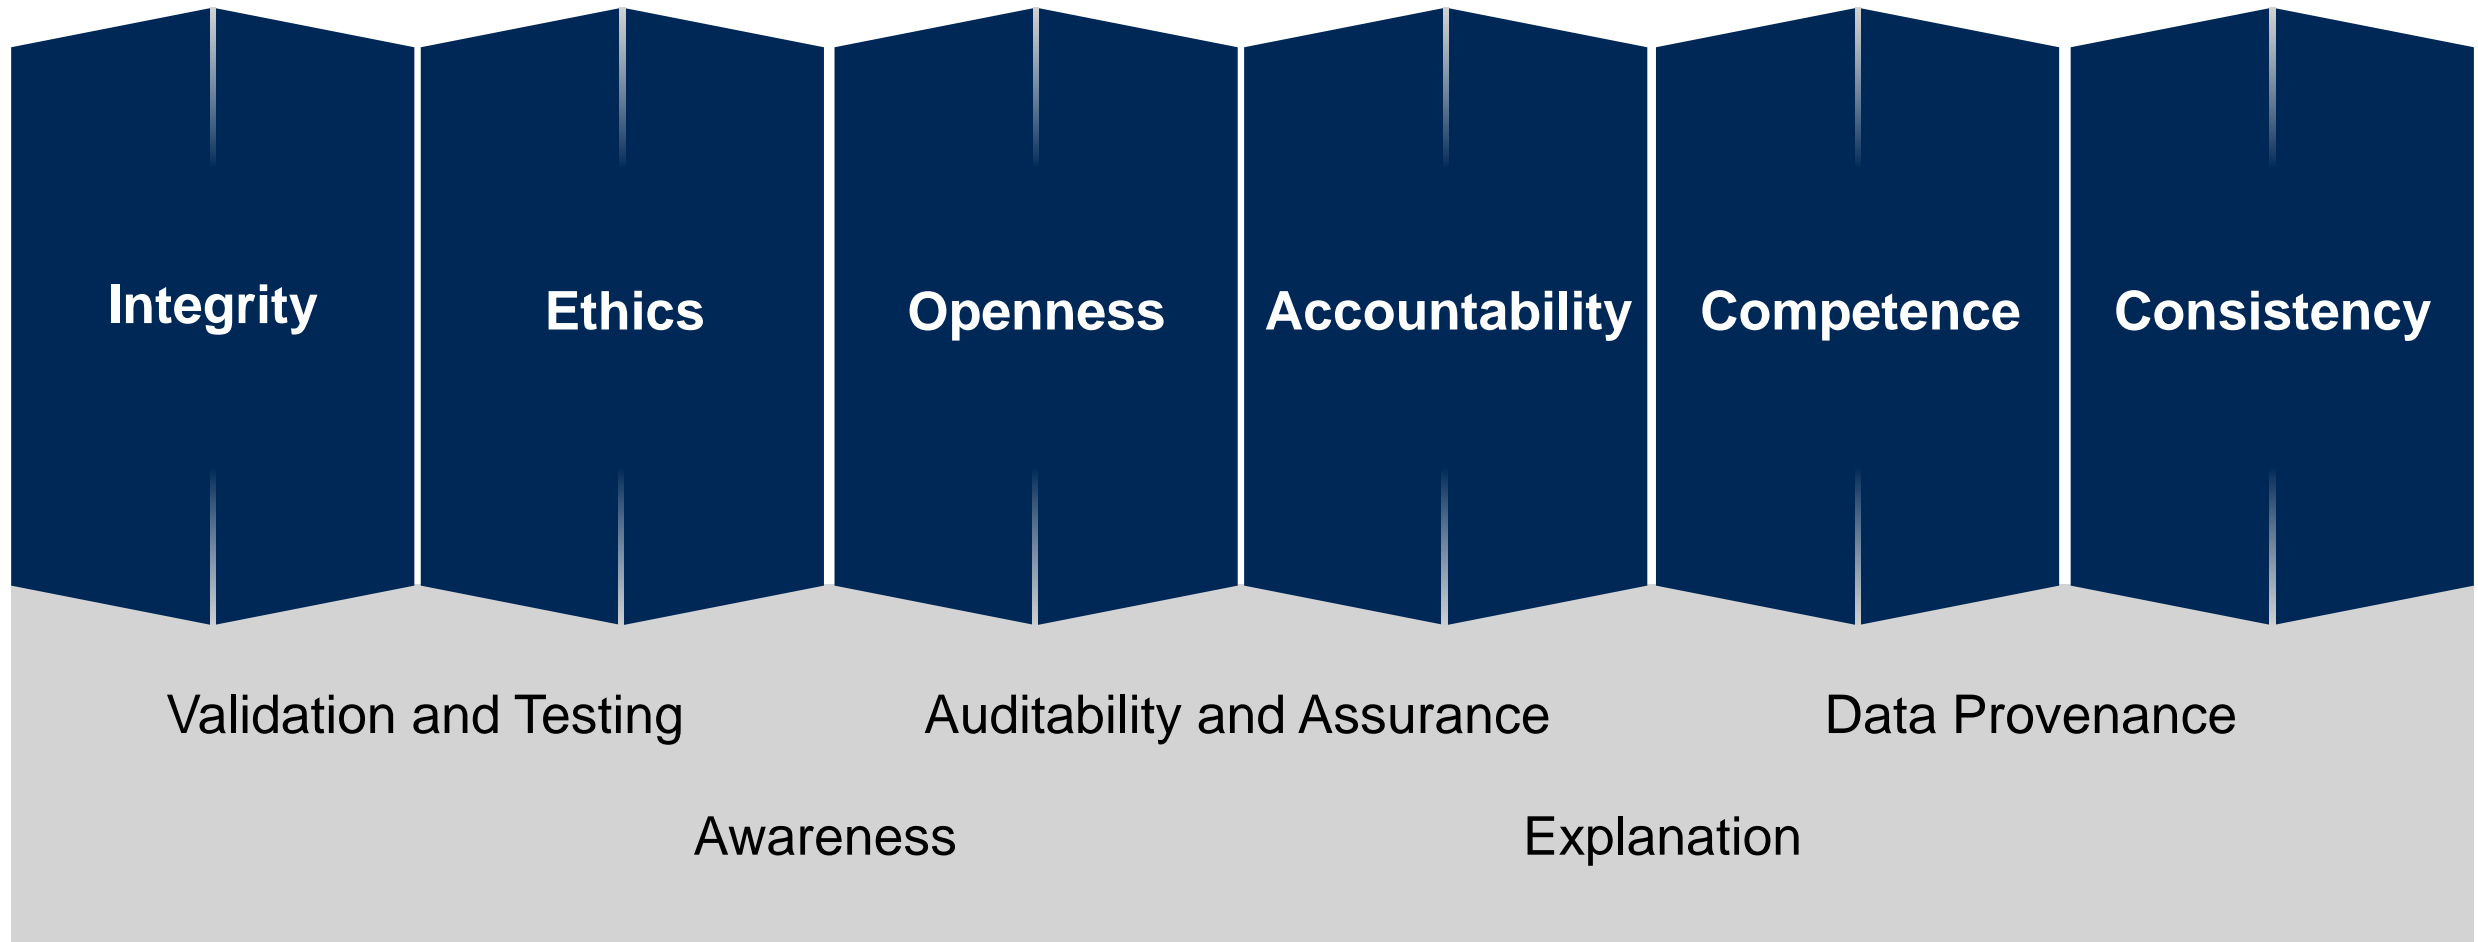 Integrity
Ethics
Openness
Accountability
Competence
Consistency
Validation and Testing
Auditability and Assurance
Data Provenance
Awareness
Explanation